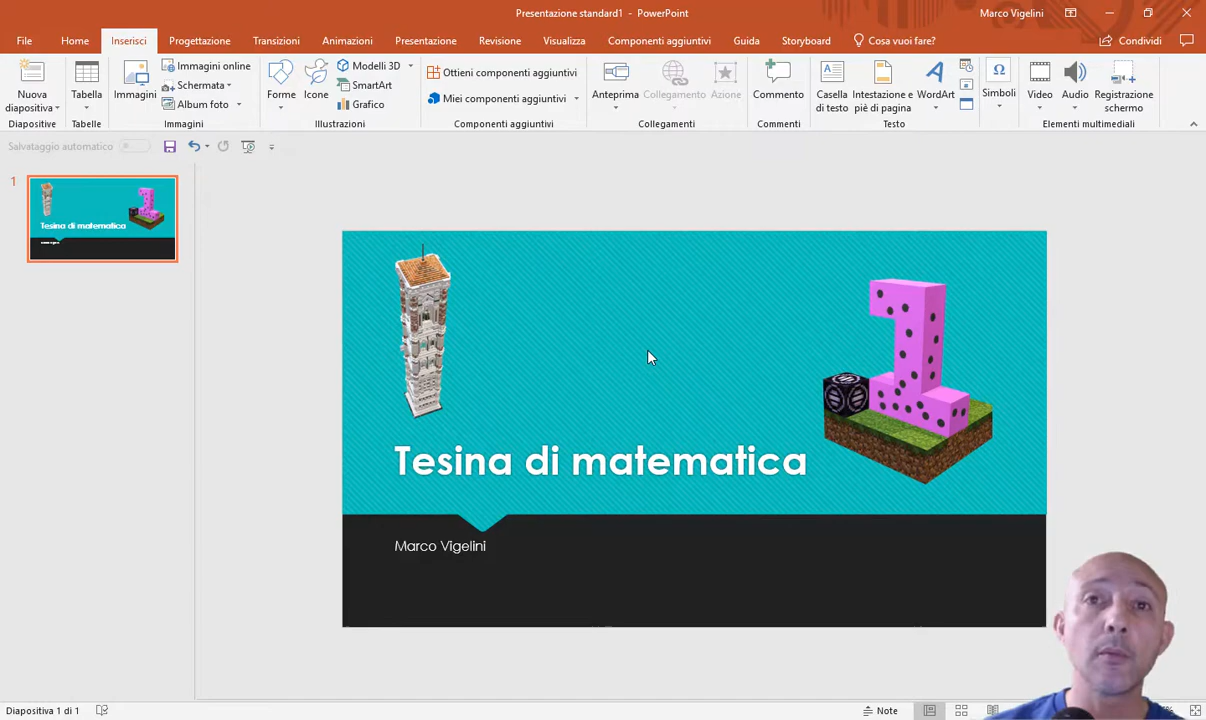 Presentazione standard1 - PowerPoint
Marco Vigelini
File Home Inserisci Progettazione Transizioni Animazioni Presentazione Revisione Visualizza Componenti aggiuntivi Guida Storyboard Cosa vuoi fare? Condividi
Nuova diapositiva
Diapositive
Tabella
Tabelle
Immagini
Immagini online
Schermata
Album foto
Immagini
Forme
Icone
Modelli 3D
SmartArt
Grafico
Illustrazioni
Ottieni componenti aggiuntivi
Miei componenti aggiuntivi
Componenti aggiuntivi
Anteprima
Collegamento
Azione
Collegamenti
Commento
Commenti
Casella di testo
Intestazione e piè di pagina
WordArt
Testo
Simboli
Video
Audio
Registrazione schermo
Elementi multimediali
Salvataggio automatico
1
Tesina di matematica
Tesina di matematica
Marco Vigelini
Diapositiva 1 di 1
Note